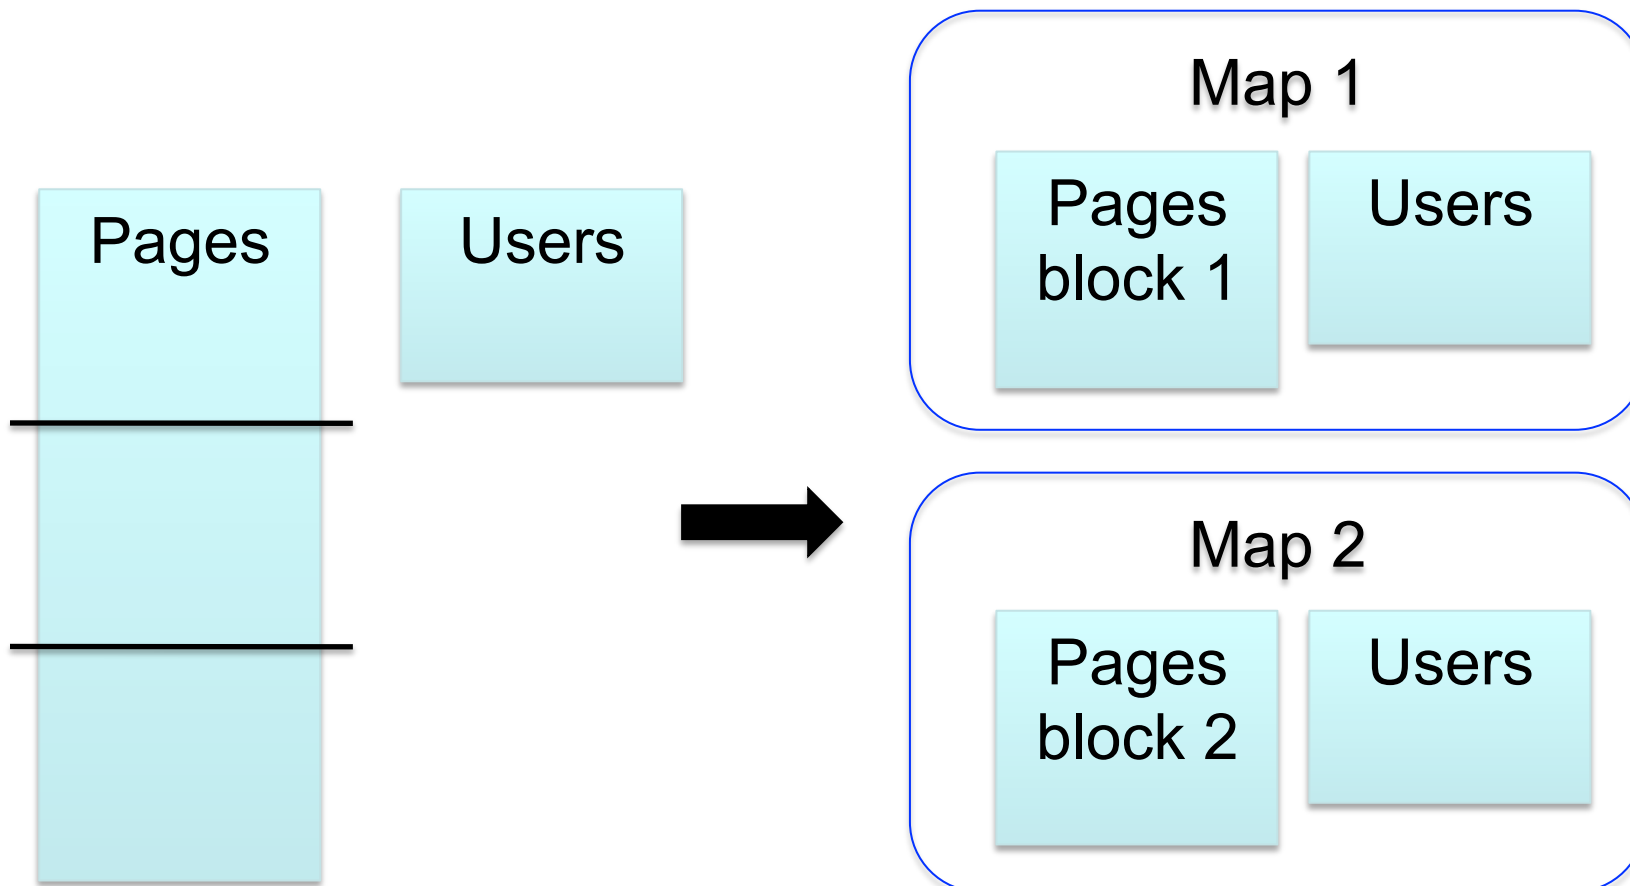 Pages
Users
Map 1
Pages
block 1
Users
Map 2
Pages
block 2
Users